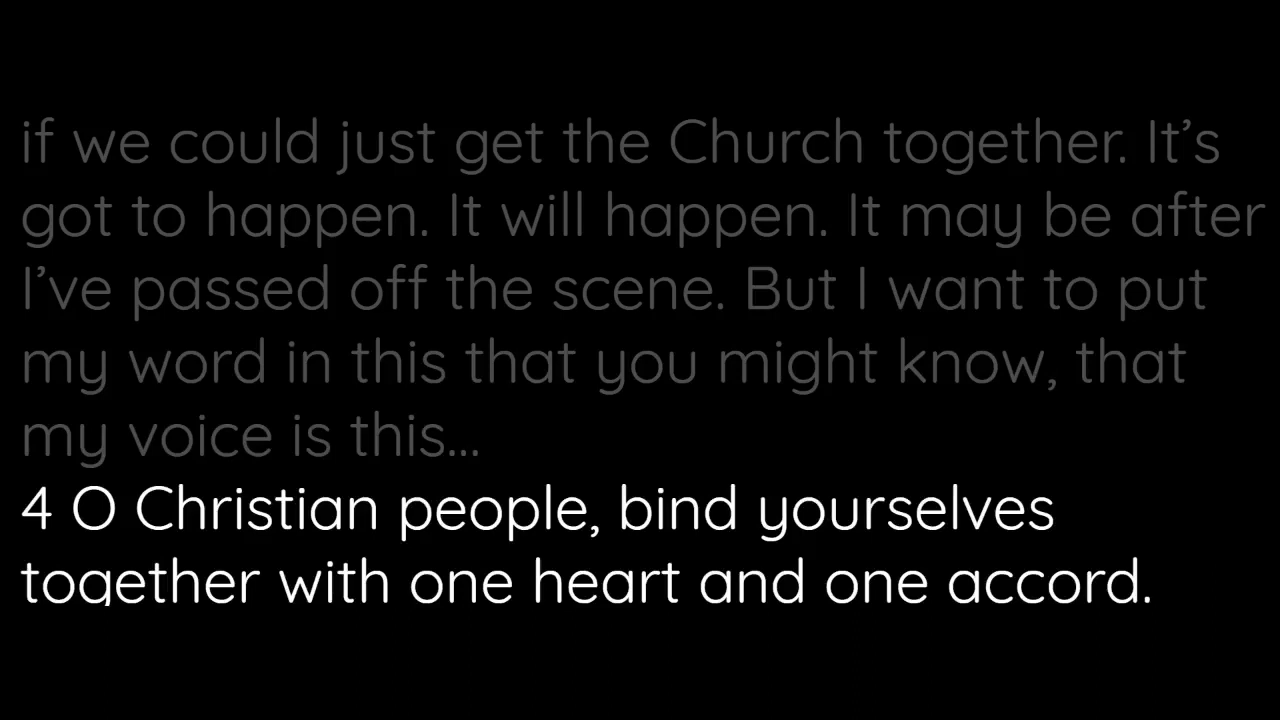 if we could just get the Church together. It’s
got to happen. It will happen. It may be after
I’ve passed off the scene. But I want to put
my word in this that you might know, that
my voice is this...
4 O Christian people, bind yourselves
together with one heart and one accord.